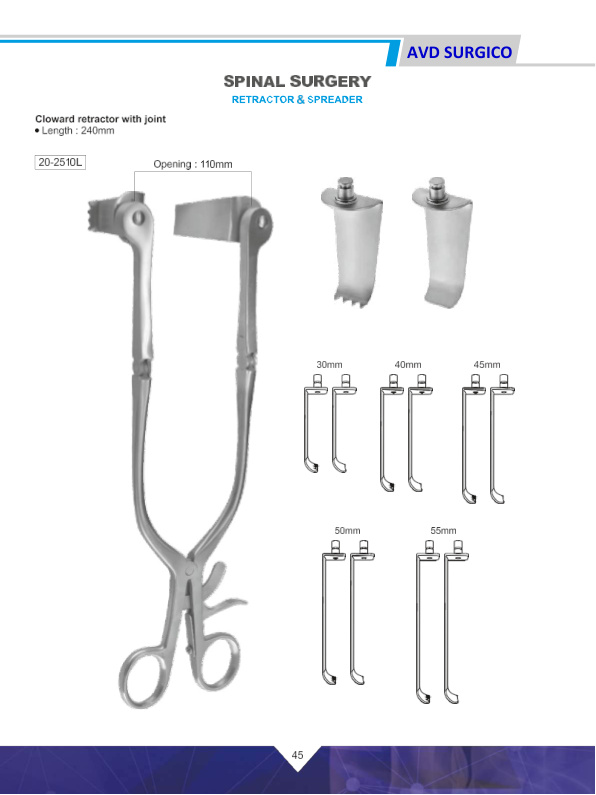 AVD SURGICO
SPINAL SURGERY
RETRACTOR & SPREADER
Cloward retractor with joint
• Length : 240mm
20-2510L
Opening : 110mm
30mm
40mm
45mm
50mm
55mm
45